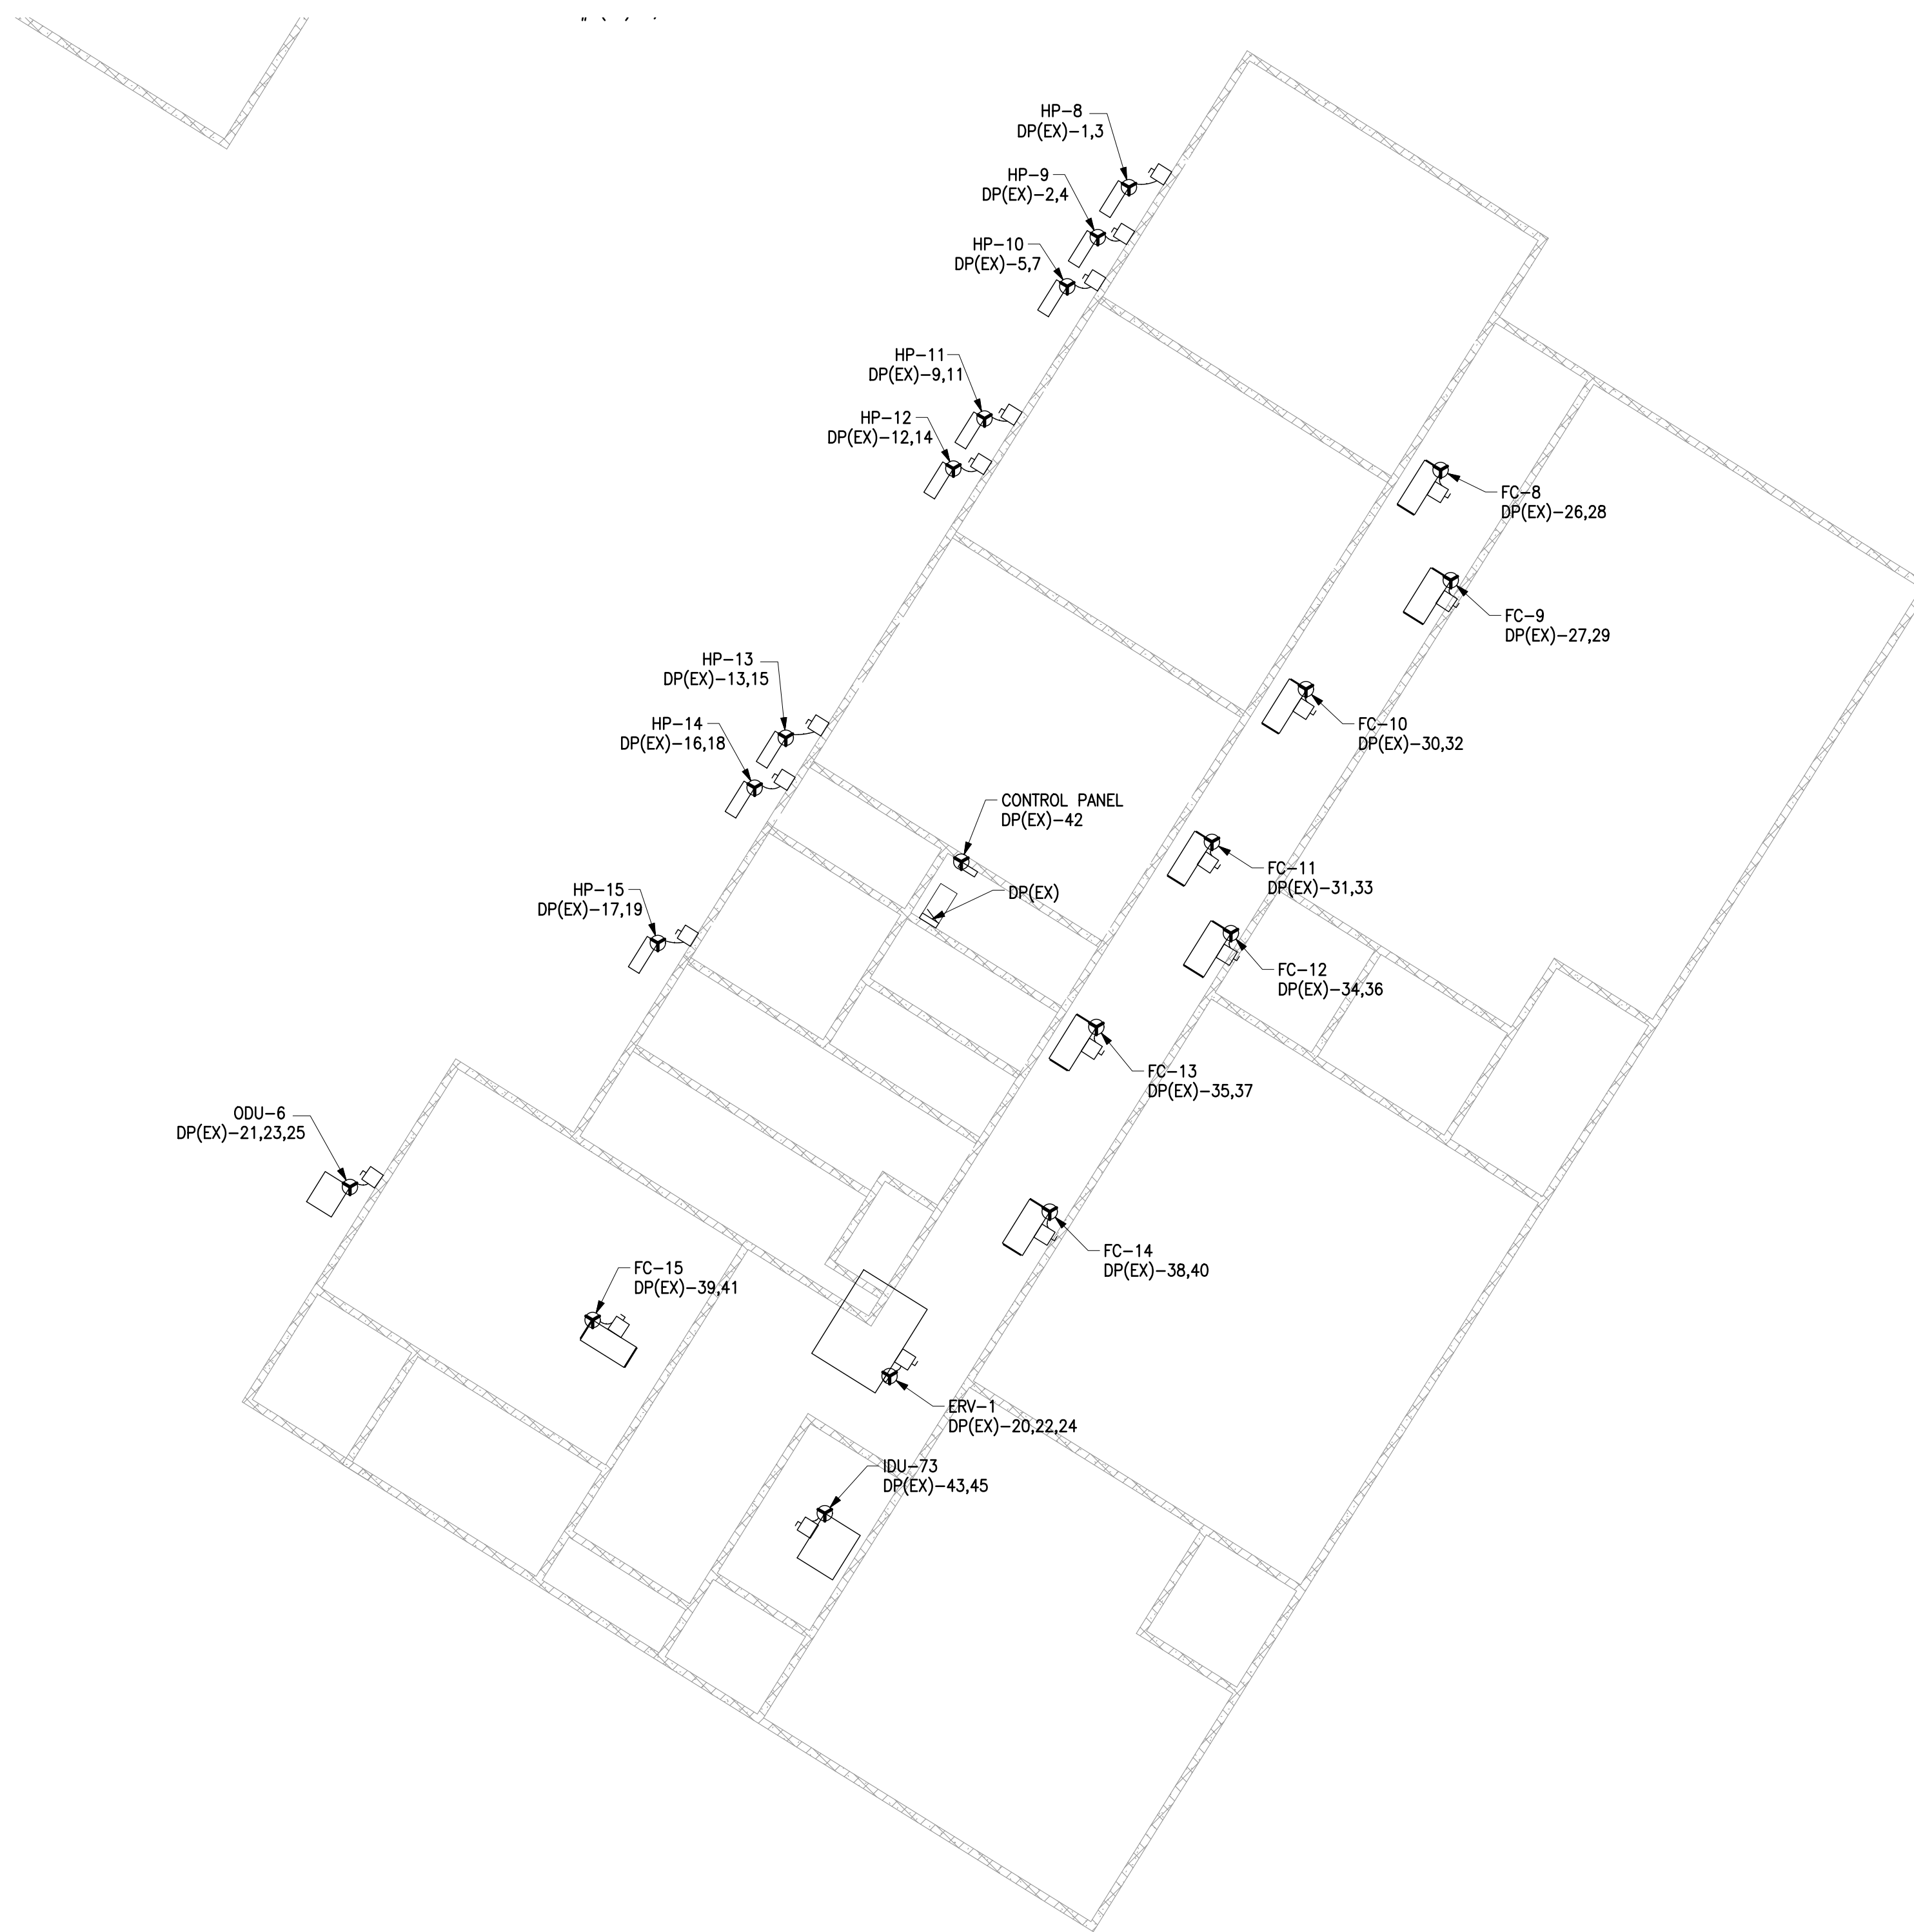 HP-8
DP(EX)-1,3
HP-9
DP(EX)-2,4
HP-10
DP(EX)-5,7
HP-11
DP(EX)-9,11
HP-12
DP(EX)-12,14
FC-8
DP(EX)-26,28
FC-9
DP(EX)-27,29
HP-13
DP(EX)-13,15
HP-14
DP(EX)-16,18
FC-10
DP(EX)-30,32
CONTROL PANEL
DP(EX)-42
DP(EX)
HP-15
DP(EX)-17,19
FC-11
DP(EX)-31,33
FC-12
DP(EX)-34,36
FC-13
DP(EX)-35,37
ODU-6
DP(EX)-21,23,25
FC-14
DP(EX)-38,40
FC-15
DP(EX)-39,41
ERV-1
DP(EX)-20,22,24
IDU-73
DP(EX)-43,45